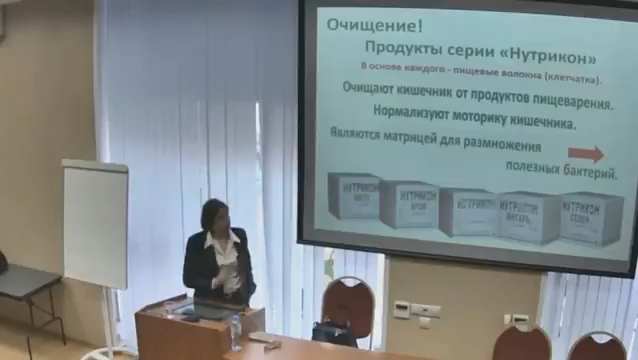 Очищение!
Продукты серии «Нутрикон»
В основе каждого - пищевые волокна (клетчатка).
Очищают кишечник от продуктов пищеварения.
Нормализуют моторику кишечника.
Являются матрицей для размножения
полезных бактерий.
НУТРИКОН
НУТРИКОН
НУТРИКОН
НУТРИКОН ЯНТАРЬ
НУТРИКОН СЕЛЕН